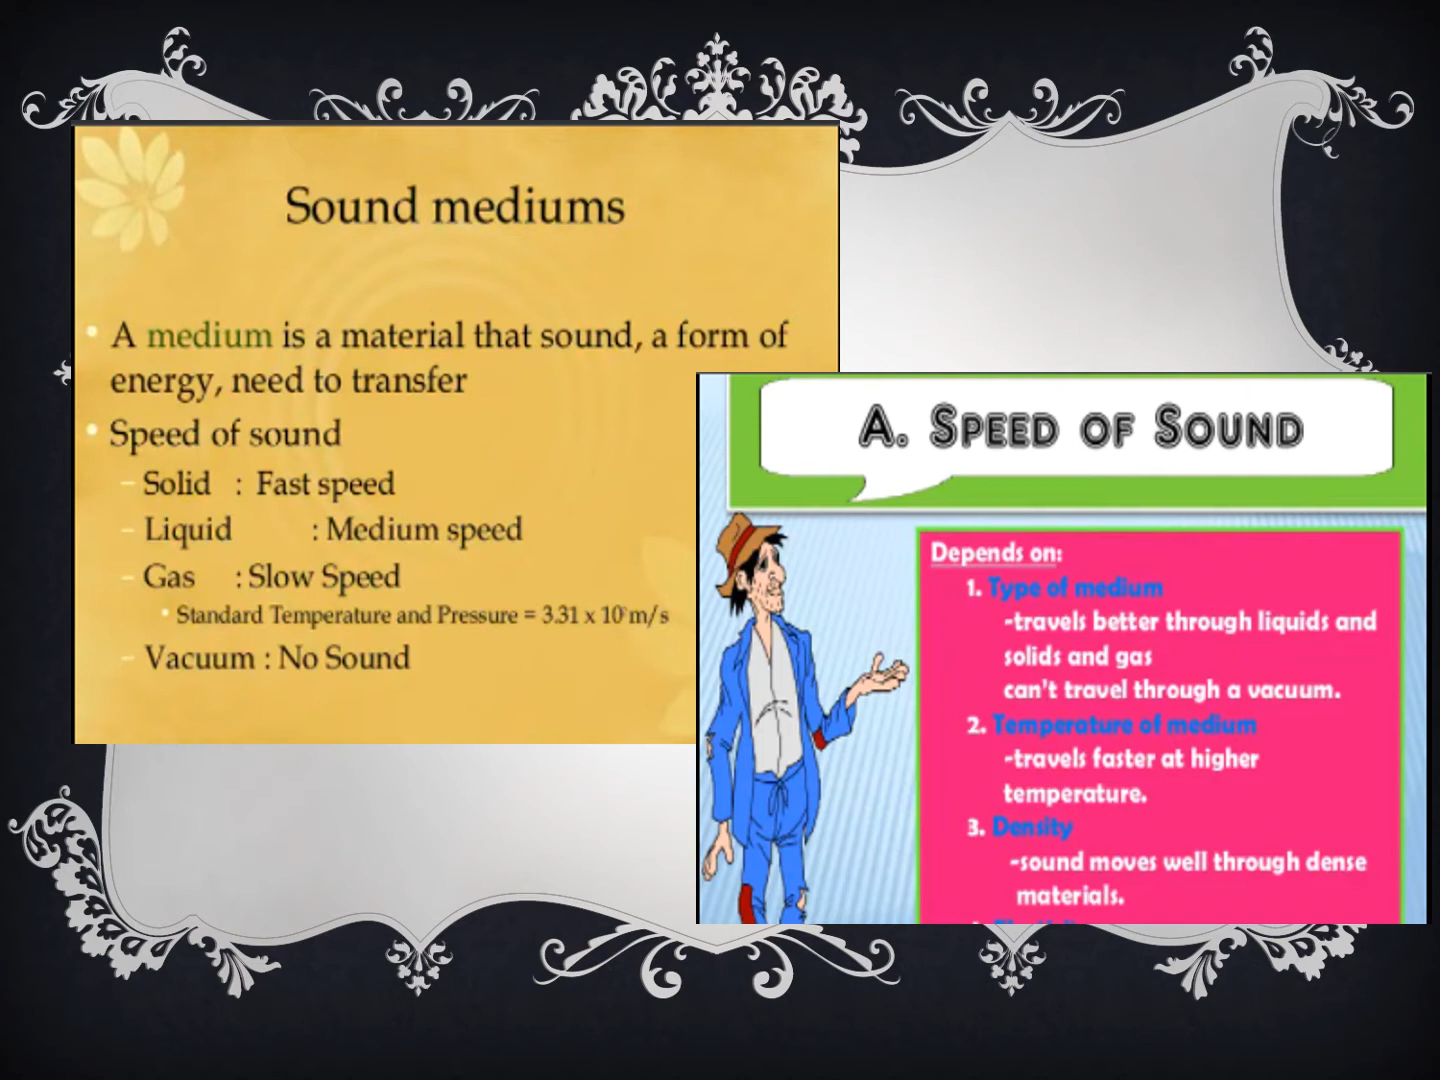 Sound mediums
• A medium is a material that sound, a form of
energy, need to transfer
• Speed of sound
– Solid : Fast speed
– Liquid : Medium speed
– Gas : Slow Speed
• Standard Temperature and Pressure = 3.31 x 10 m/s
– Vacuum : No Sound
A. Speed of Sound
Depends on:
1. Type of medium
-travels better through liquids and
solids and gas
can't travel through a vacuum.
2. Temperature of medium
-travels faster at higher
temperature.
3. Density
-sound moves well through dense
materials.